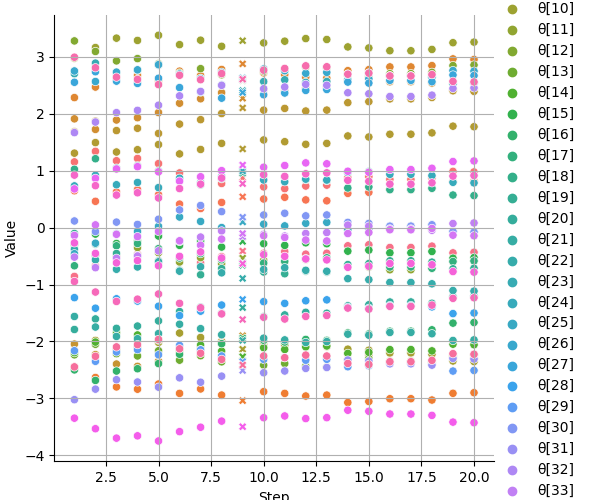 3
2
1
0
−1
−2
−3
−4
Value
2.5
5.0
7.5
10.0
12.5
15.0
17.5
20.0
Step
θ[10]
θ[11]
θ[12]
θ[13]
θ[14]
θ[15]
θ[16]
θ[17]
θ[18]
θ[19]
θ[20]
θ[21]
θ[22]
θ[23]
θ[24]
θ[25]
θ[26]
θ[27]
θ[28]
θ[29]
θ[30]
θ[31]
θ[32]
θ[33]